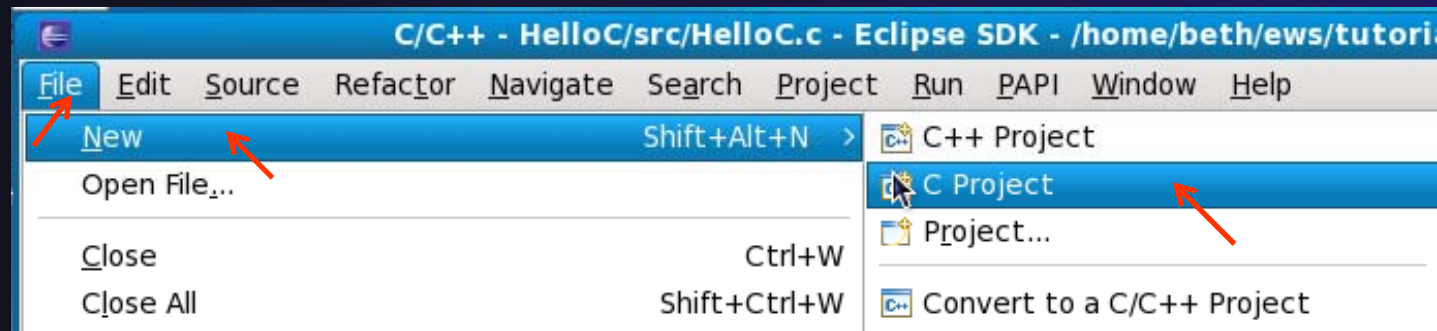 C/C++ - HelloC/src/HelloC.c - Eclipse SDK - /home/beth/ews/tutoria
File Edit Source Refactor Navigate Search Project Run PAPI Window Help
New Shift+Alt+N >
Open File...
Close Ctrl+W
Close All Shift+Ctrl+W
C++ Project
C Project
Project...
Convert to a C/C++ Project